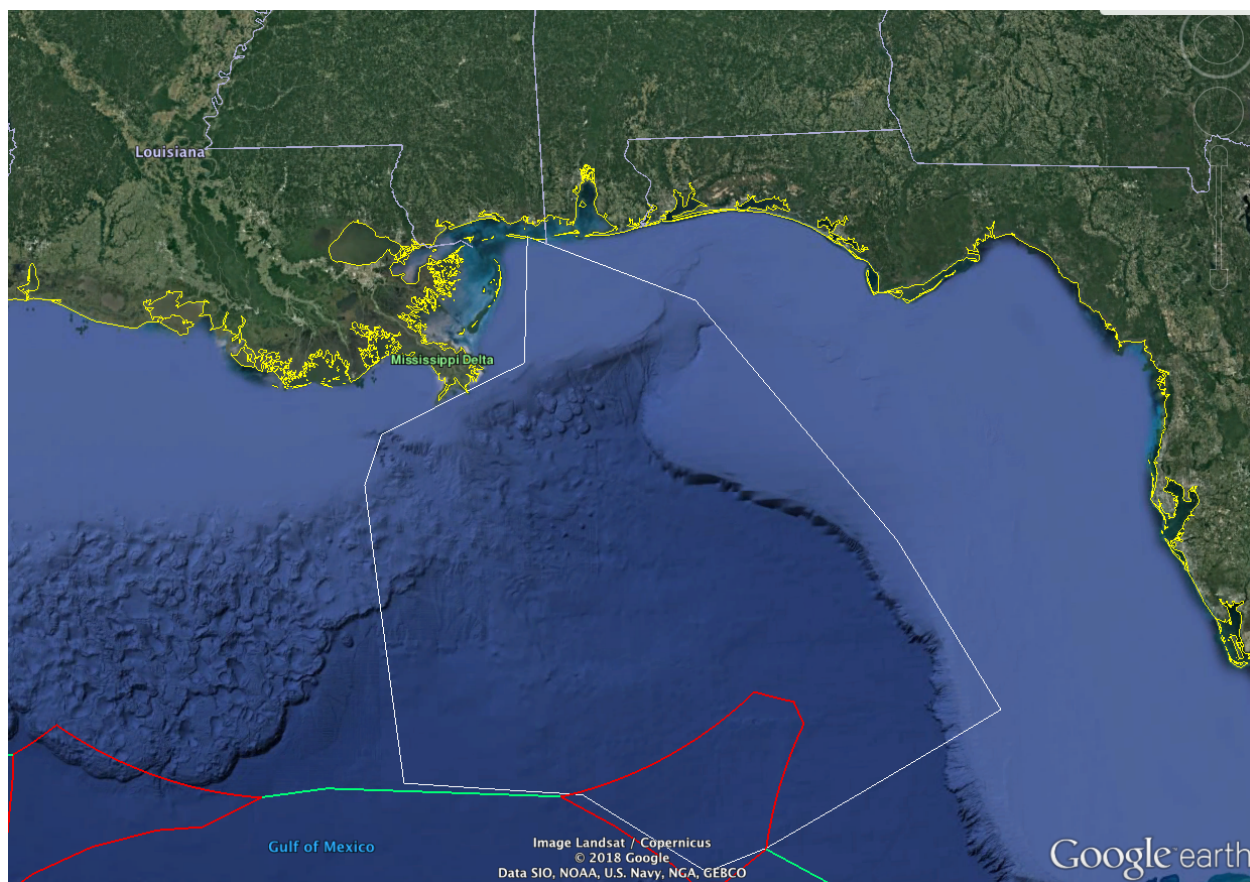 Louisiana
Mississippi Delta
Gulf of Mexico
Image Landsat / Copernicus
© 2018 Google
Data SIO, NOAA, U.S. Navy, NGA, GEBCO
Google earth